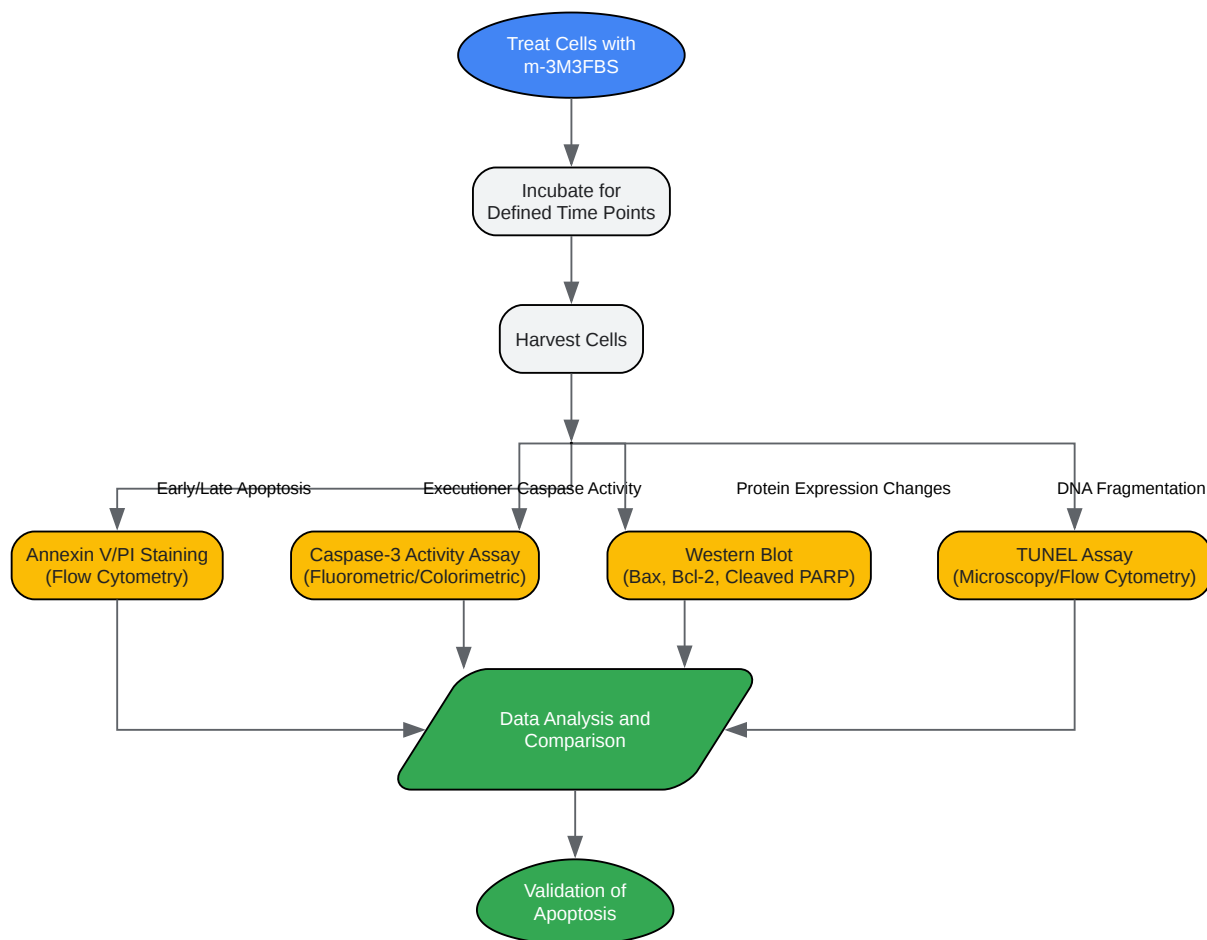 Treat Cells with
m-3M3FBS
Incubate for
Defined Time Points
Harvest Cells
Early/Late Apoptosis
Executioner Caspase Activity
Protein Expression Changes
DNA Fragmentation
Annexin V/PI Staining
(Flow Cytometry)
Caspase-3 Activity Assay
(Fluorometric/Colorimetric)
Western Blot
(Bax, Bcl-2, Cleaved PARP)
TUNEL Assay
(Microscopy/Flow Cytometry)
Data Analysis and
Comparison
Validation of
Apoptosis